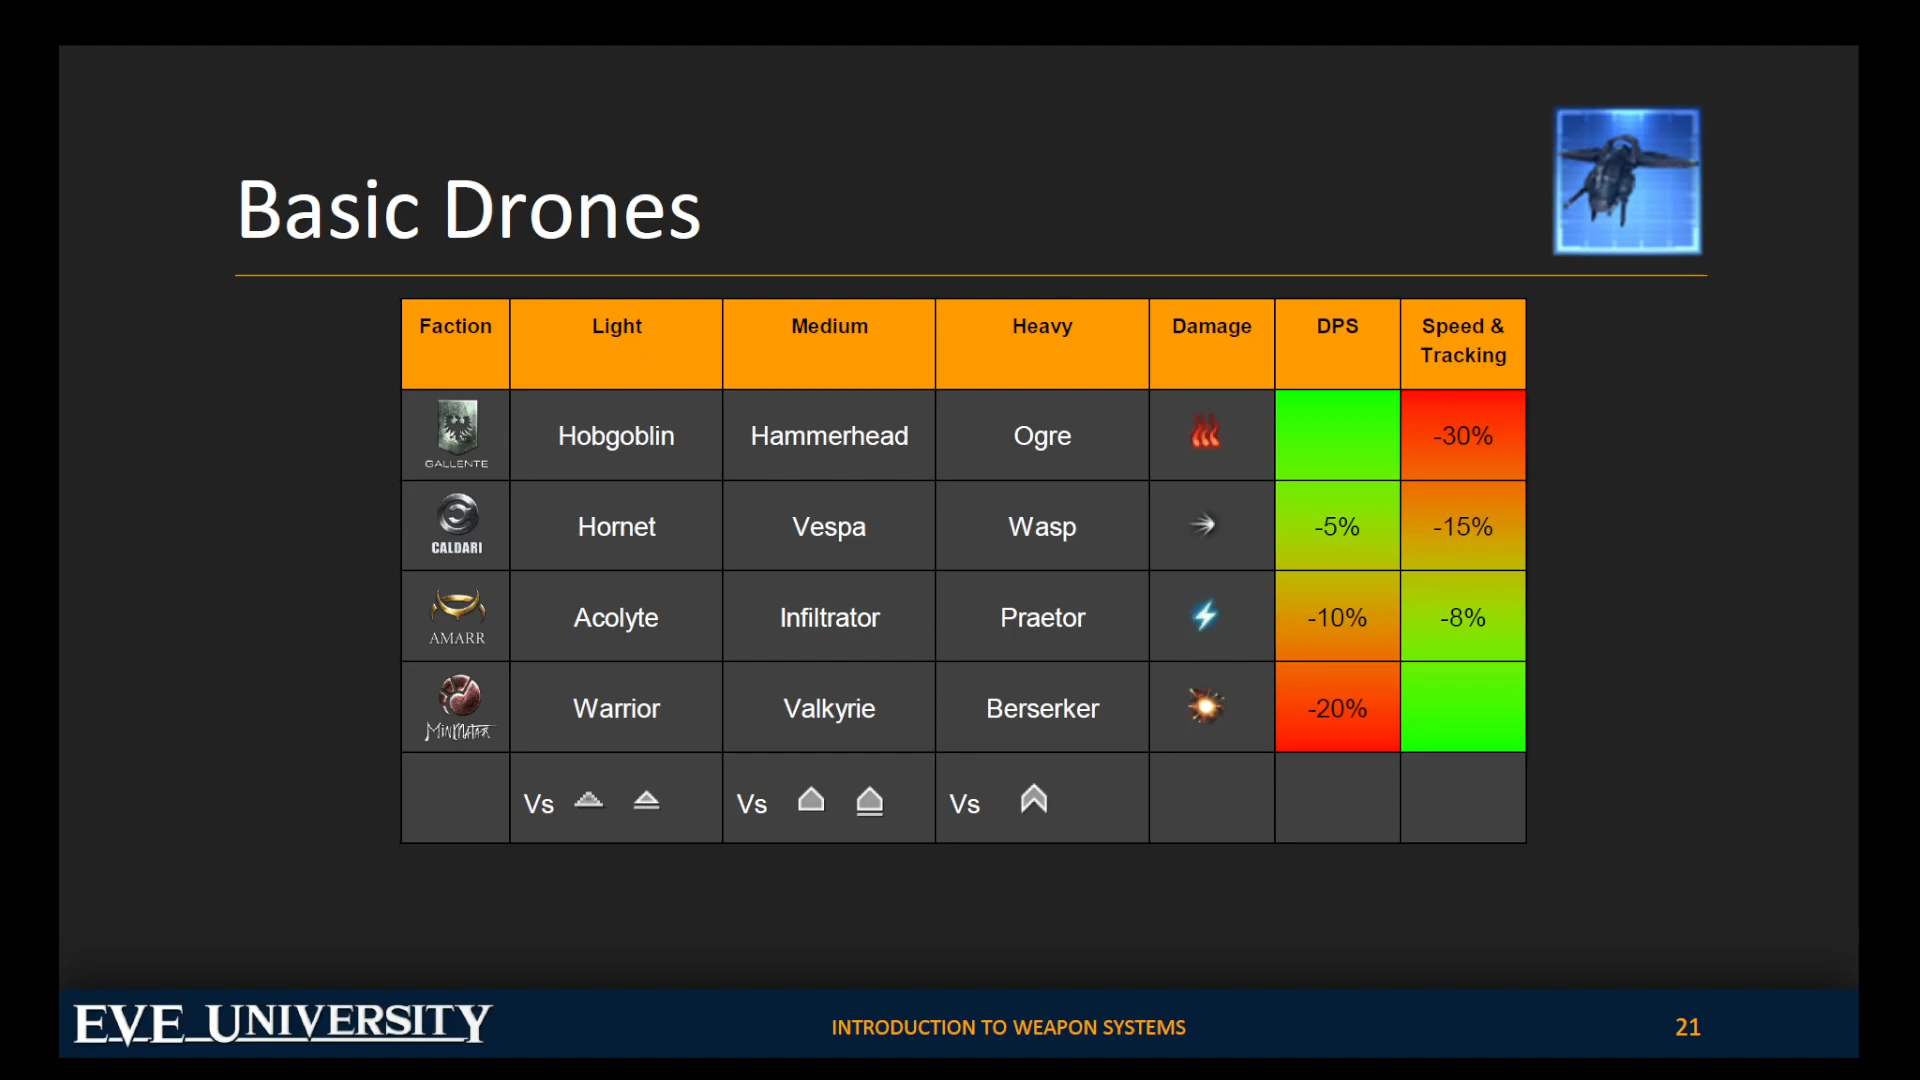 Basic Drones
Faction Light Medium Heavy Damage DPS Speed &
Tracking
GALLENTE Hobgoblin Hammerhead Ogre -30%
CALDARI Hornet Vespa Wasp -5% -15%
AMARR Acolyte Infiltrator Praetor -10% -8%
MINMATAR Warrior Valkyrie Berserker -20%
Vs Vs Vs
EVE UNIVERSITY INTRODUCTION TO WEAPON SYSTEMS 21